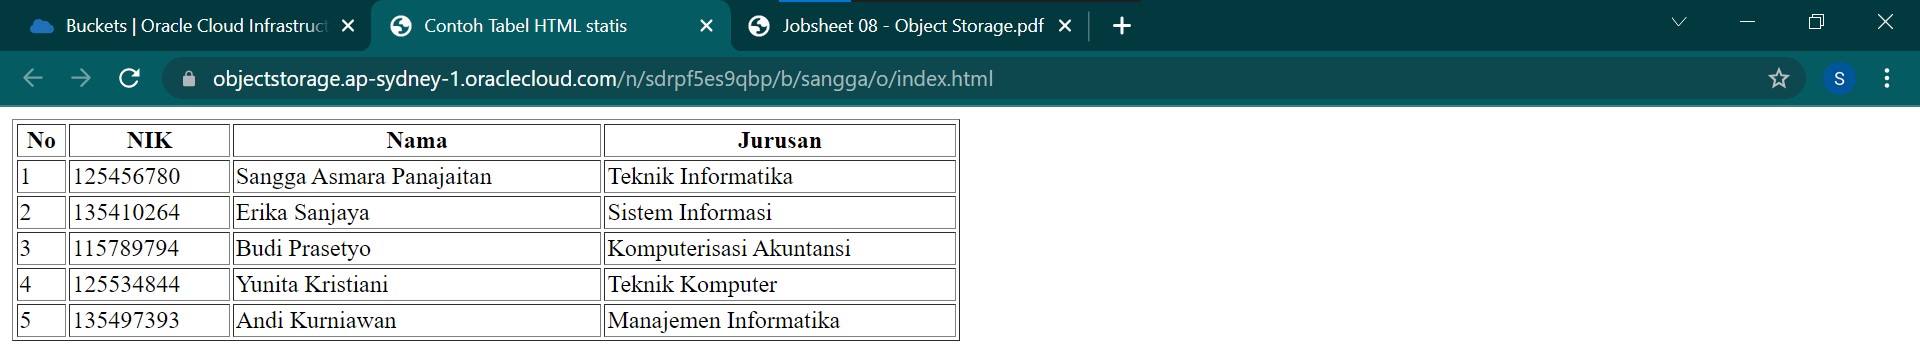 Buckets | Oracle Cloud Infrastruct
Contoh Tabel HTML statis
Jobsheet 08 - Object Storage.pdf
objectstorage.ap-sydney-1.oraclecloud.com/n/sdrpf5es9qbp/b/sangga/o/index.html
S
No NIK Nama Jurusan
1 125456780 Sangga Asmara Panajaitan Teknik Informatika
2 135410264 Erika Sanjaya Sistem Informasi
3 115789794 Budi Prasetyo Komputerisasi Akuntansi
4 125534844 Yunita Kristiani Teknik Komputer
5 135497393 Andi Kurniawan Manajemen Informatika